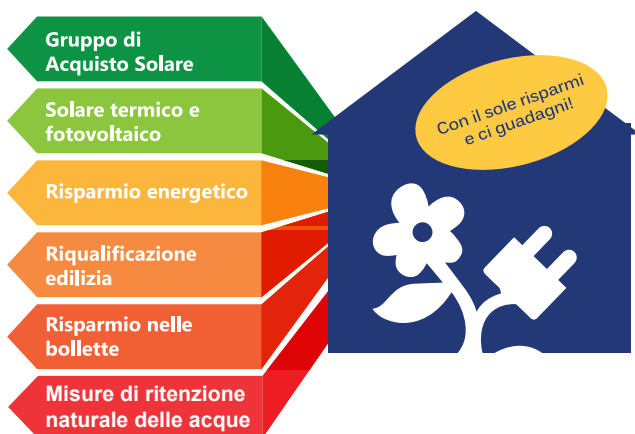 Gruppo di
Acquisto Solare
Solare termico e
fotovoltaico
Risparmio energetico
Riqualificazione
edilizia
Risparmio nelle
bollette
Misure di ritenzione
naturale delle acque
Con il sole risparmi
e ci guadagni!